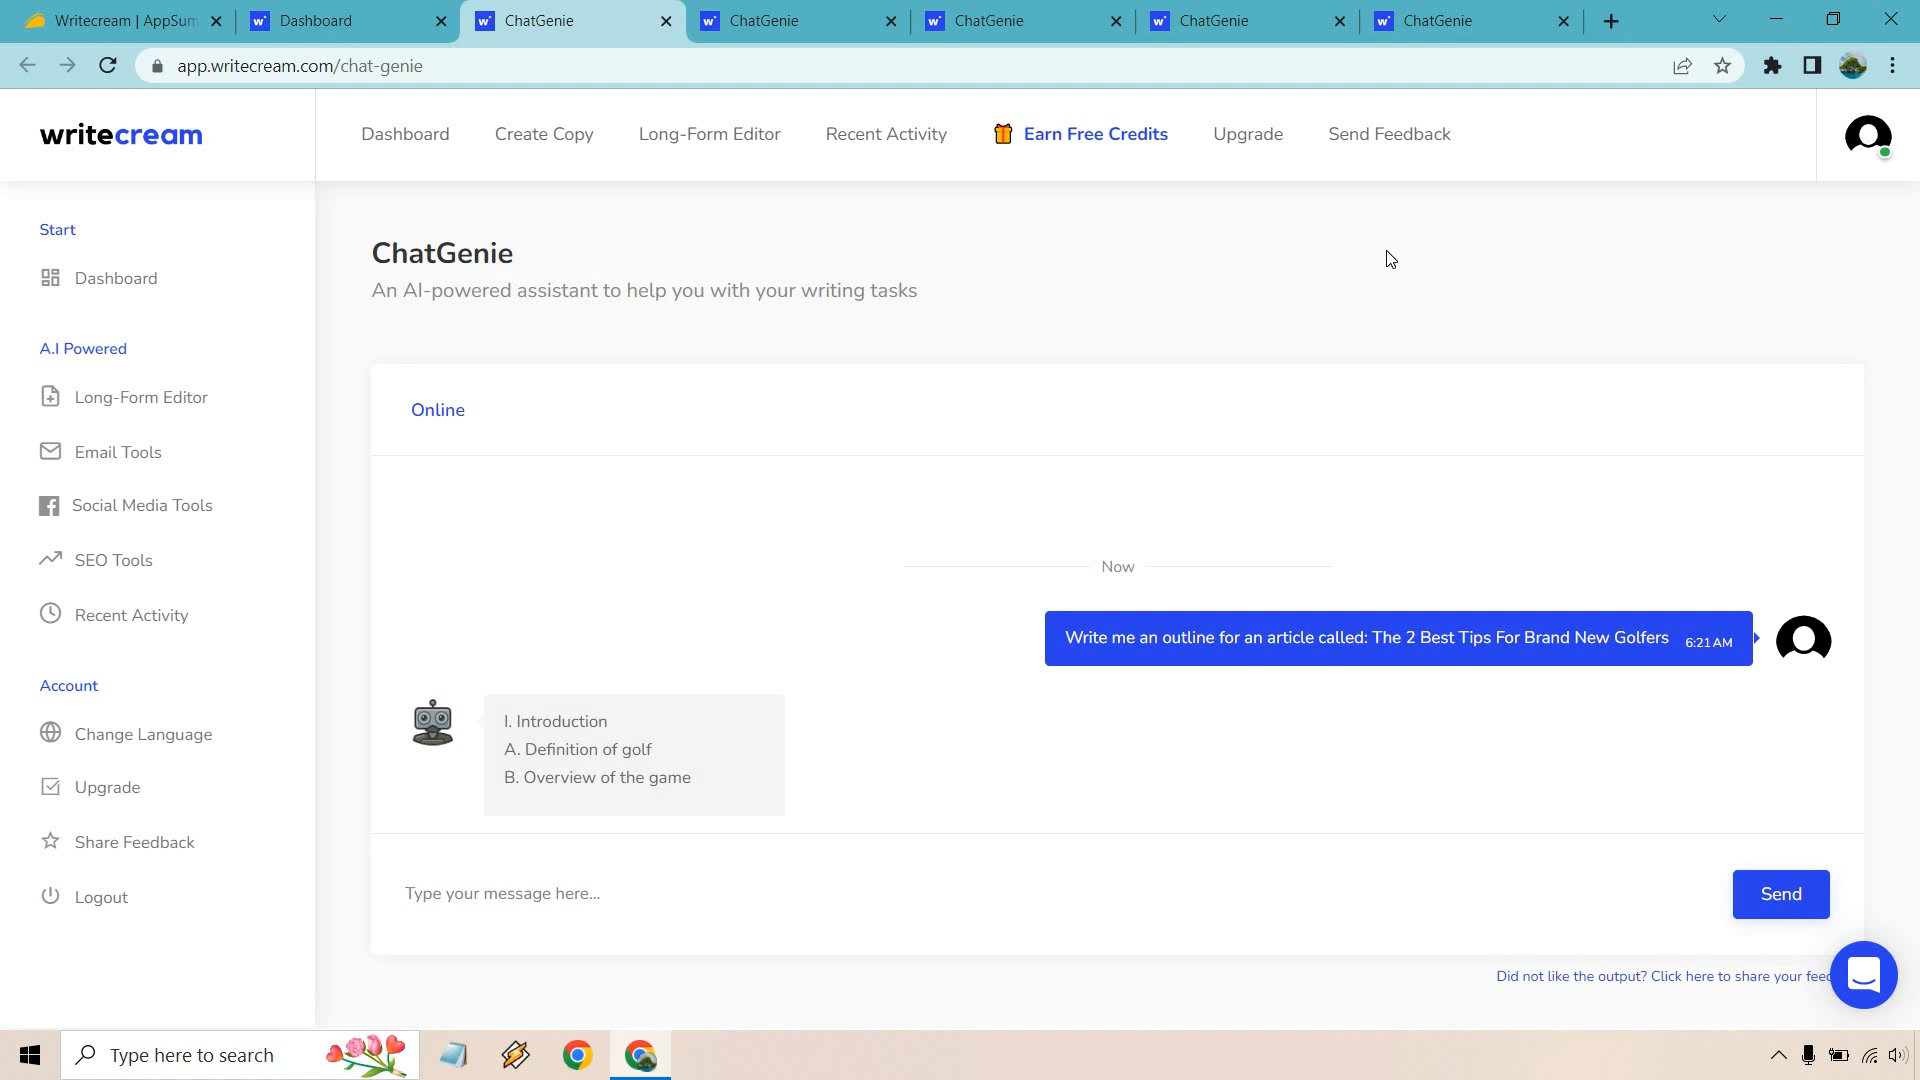 Writecream | AppSum
Dashboard
ChatGenie
ChatGenie
ChatGenie
ChatGenie
ChatGenie
app.writecream.com/chat-genie
writecream
Dashboard
Create Copy
Long-Form Editor
Recent Activity
Earn Free Credits
Upgrade
Send Feedback
Start
Dashboard
A.I Powered
Long-Form Editor
Email Tools
Social Media Tools
SEO Tools
Recent Activity
Account
Change Language
Upgrade
Share Feedback
Logout
ChatGenie
An AI-powered assistant to help you with your writing tasks
Online
Now
Write me an outline for an article called: The 2 Best Tips For Brand New Golfers 6:21 AM
I. Introduction
A. Definition of golf
B. Overview of the game
Type your message here...
Send
Did not like the output? Click here to share your feed
Type here to search